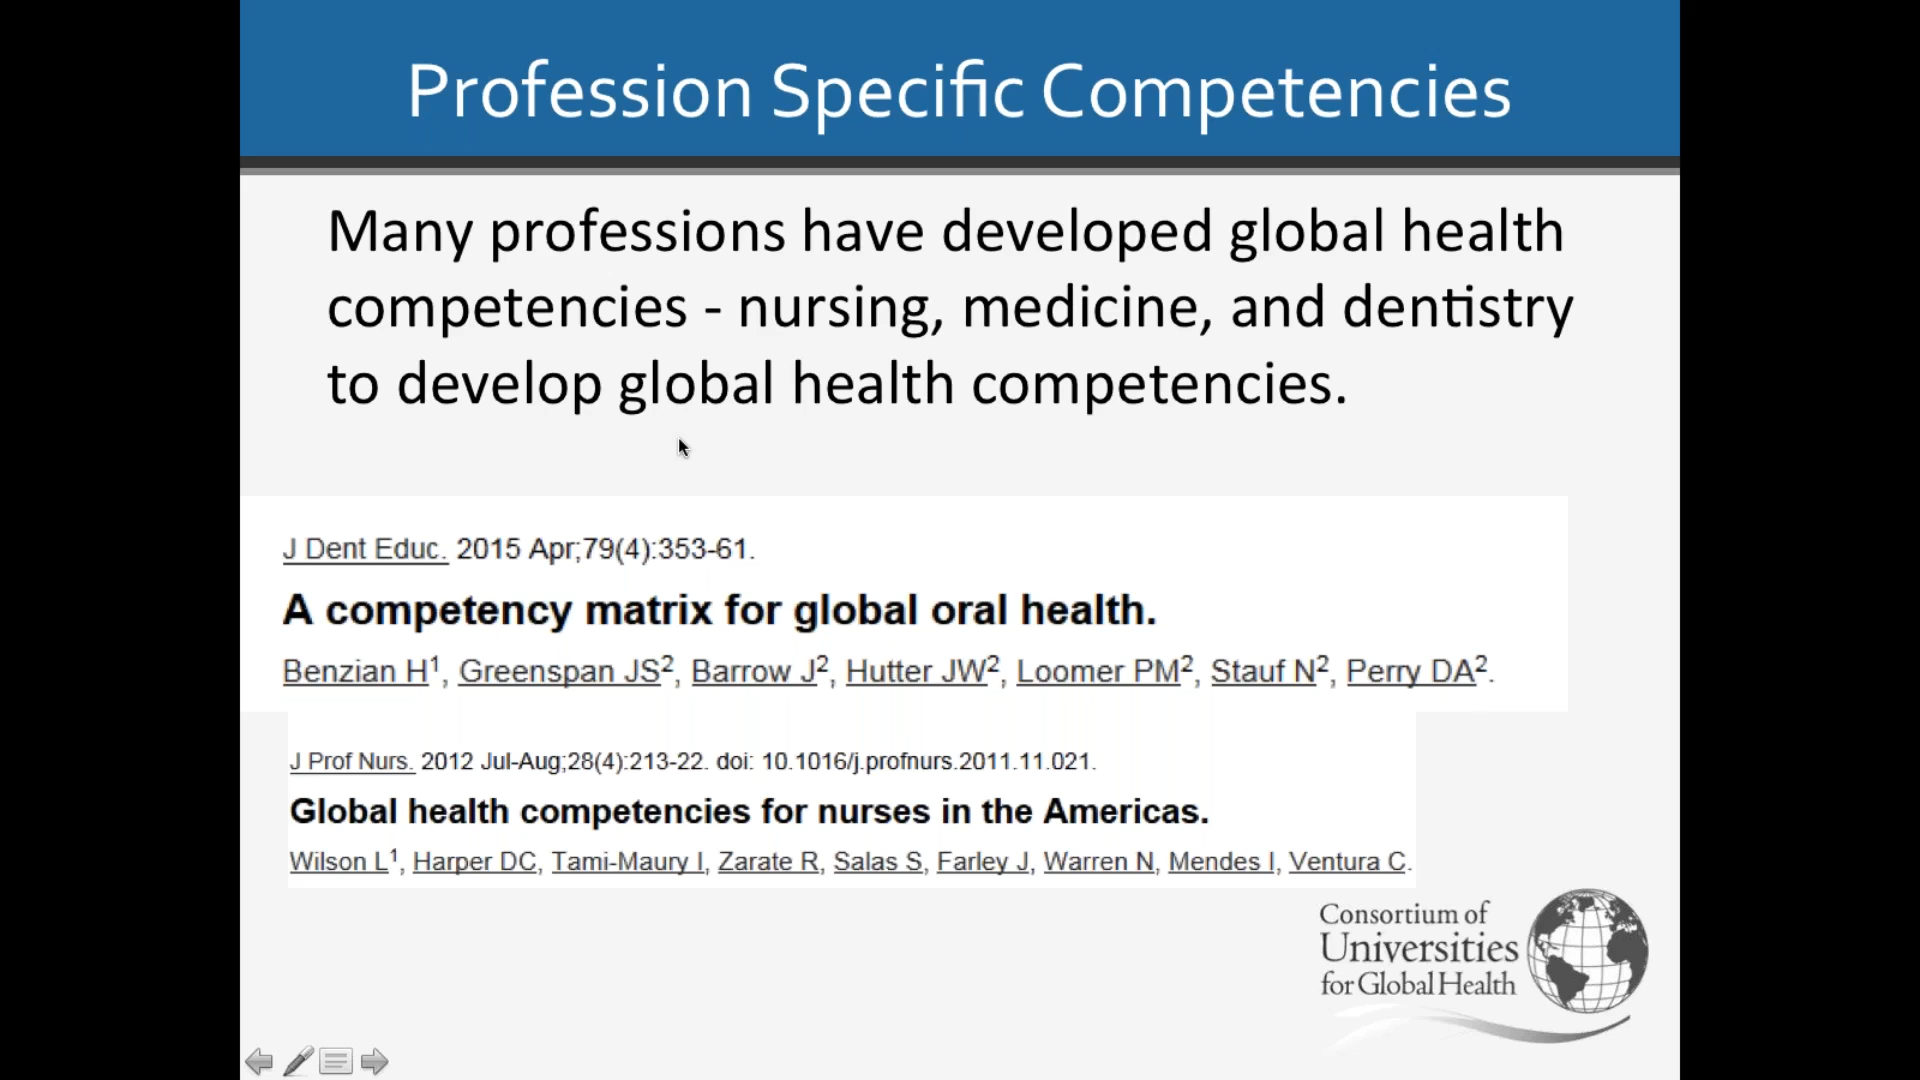 Profession Specific Competencies
Many professions have developed global health
competencies - nursing, medicine, and dentistry
to develop global health competencies.
J Dent Educ. 2015 Apr;79(4):353-61.
A competency matrix for global oral health.
Benzian H1, Greenspan JS2, Barrow J2, Hutter JW2, Loomer PM2, Stauf N2, Perry DA2.
J Prof Nurs. 2012 Jul-Aug;28(4):213-22. doi: 10.1016/j.profnurs.2011.11.021.
Global health competencies for nurses in the Americas.
Wilson L1, Harper DC, Tami-Maury I, Zarate R, Salas S, Farley J, Warren N, Mendes I, Ventura C.
Consortium of
Universities
for Global Health